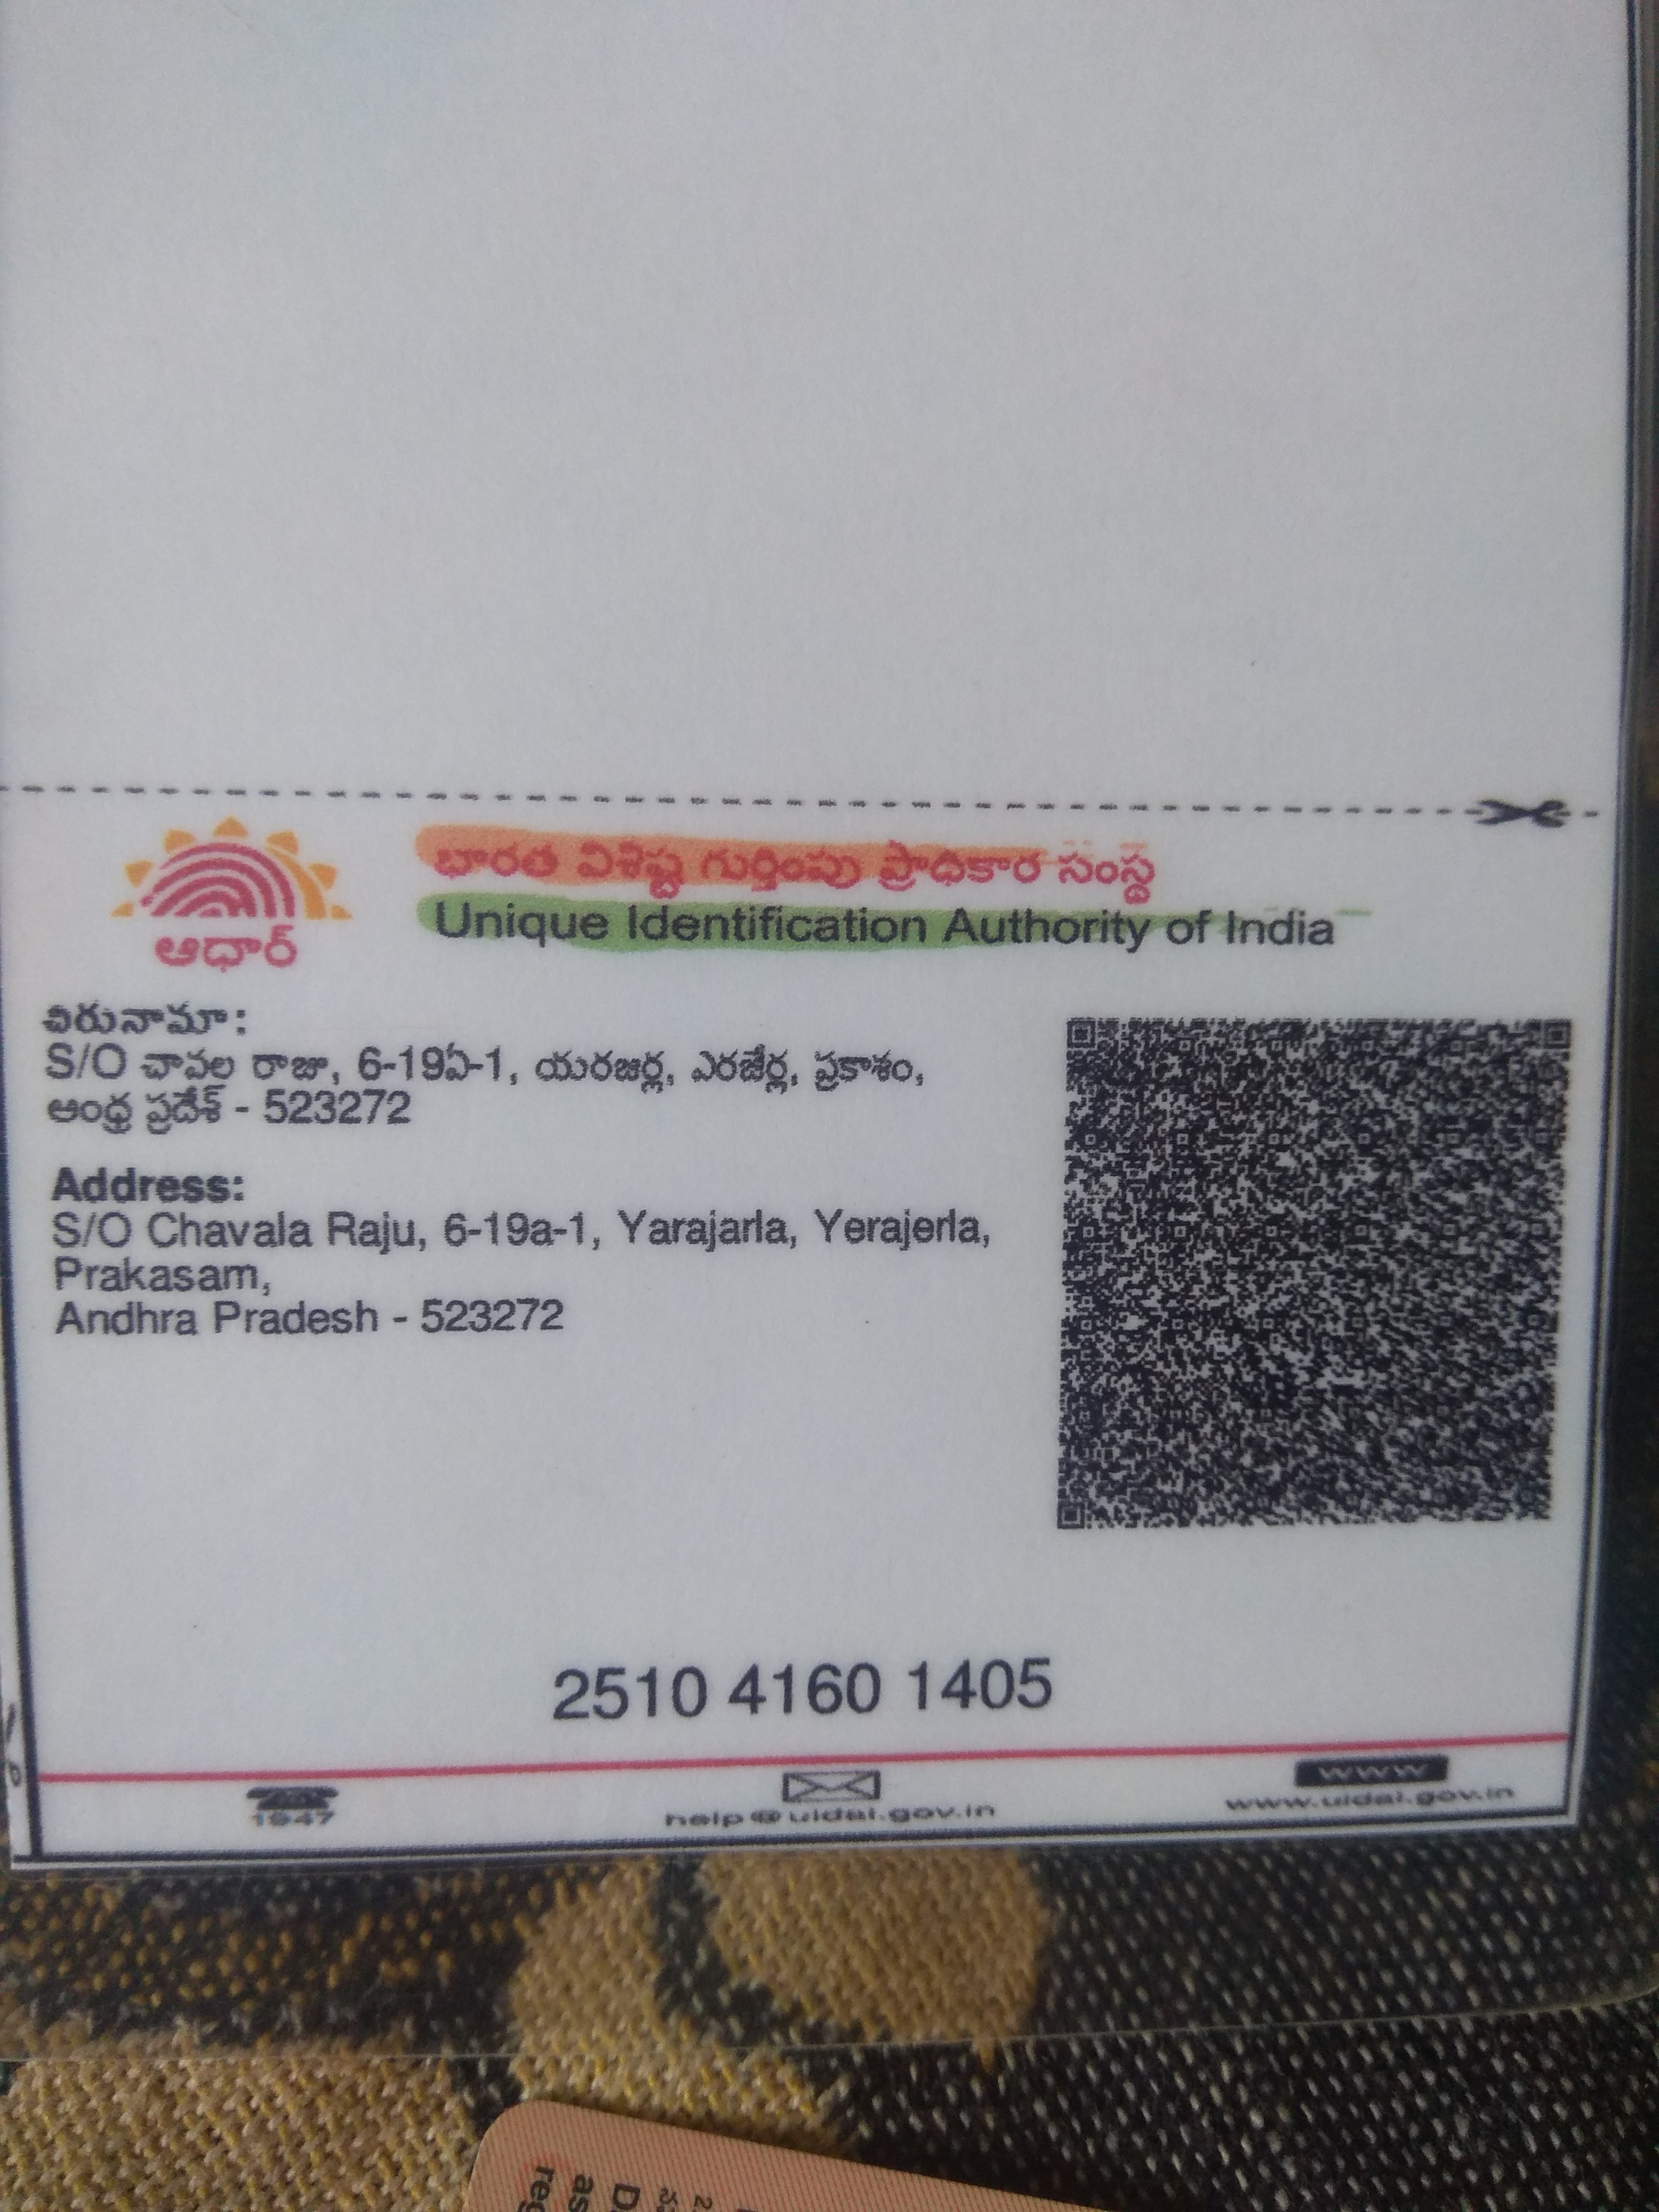 భారత విశిష్ట గుర్తింపు ప్రాధికార సంస్థ
Unique Identification Authority of India
ఆధార్
చిరునామా:
S/O చావల రాజు, 6-19ఏ-1, యరజర్ల, ఎరజేర్ల, ప్రకాశం,
ఆంధ్ర ప్రదేశ్ - 523272
Address:
S/O Chavala Raju, 6-19a-1, Yarajarla, Yerajerla,
Prakasam,
Andhra Pradesh - 523272
2510 4160 1405
1947
help@uidai.gov.in
www
www.uidai.gov.in